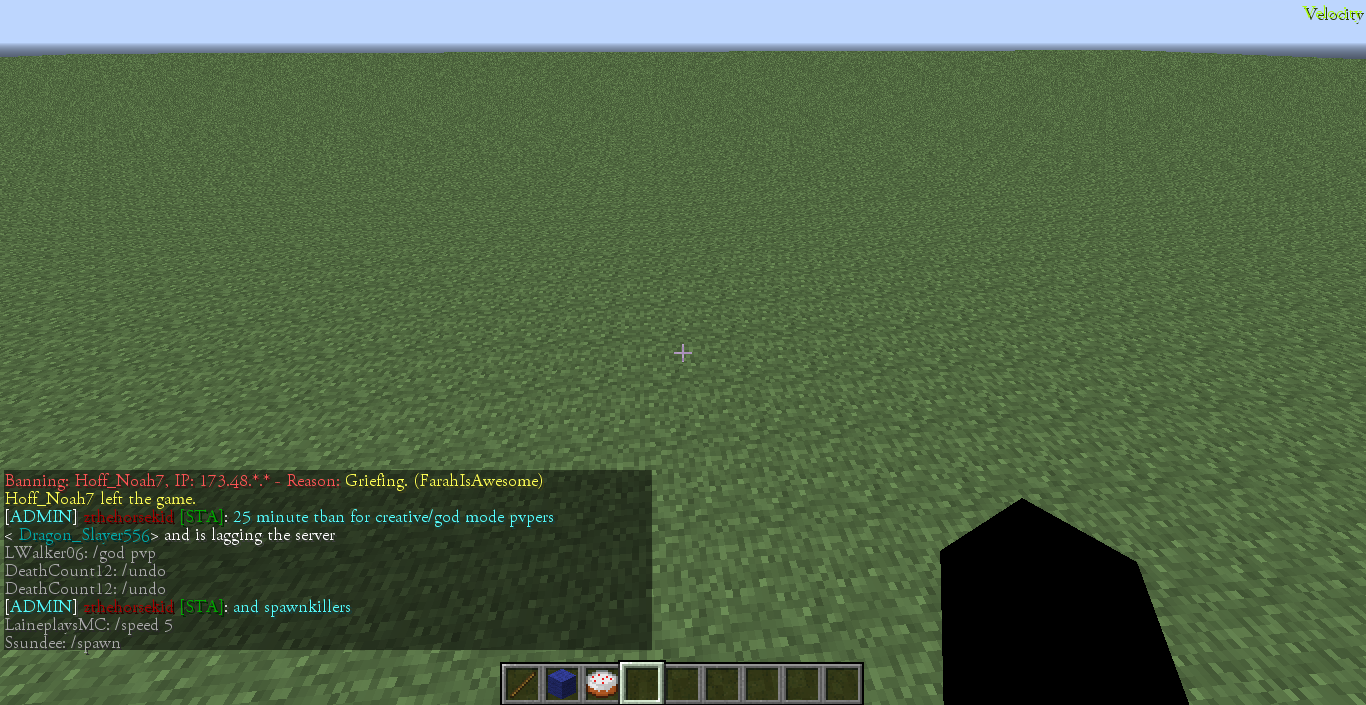 Velocity
Banning: Hoff_Noah7, IP: 173.48.*.* - Reason: Griefing. (FarahIsAwesome)
Hoff_Noah7 left the game.
[ADMIN] [STA]: 25 minute tban for creative/god mode pvpers
< Dragon_Slayer556> and is lagging the server
LWalker06: /god pvp
DeathCount12: /undo
DeathCount12: /undo
[ADMIN] [STA]: and spawnkillers
LaineplaysMC: /speed 5
Ssundee: /spawn